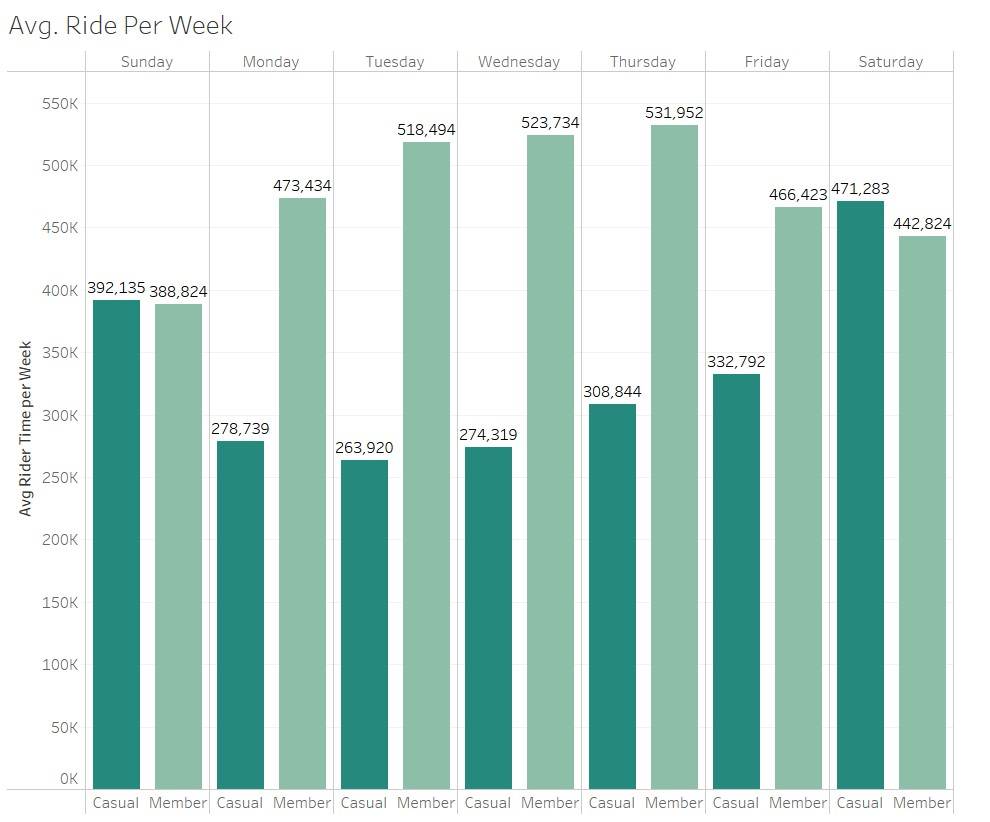 Avg. Ride Per Week
Sunday Monday Tuesday Wednesday Thursday Friday Saturday
Avg Rider Time per Week
550K
500K
450K
400K
350K
300K
250K
200K
150K
100K
50K
0K
392,135 388,824
278,739 473,434
263,920 518,494
274,319 523,734
308,844 531,952
332,792 466,423
471,283 442,824
Casual Member Casual Member Casual Member Casual Member Casual Member Casual Member Casual Member